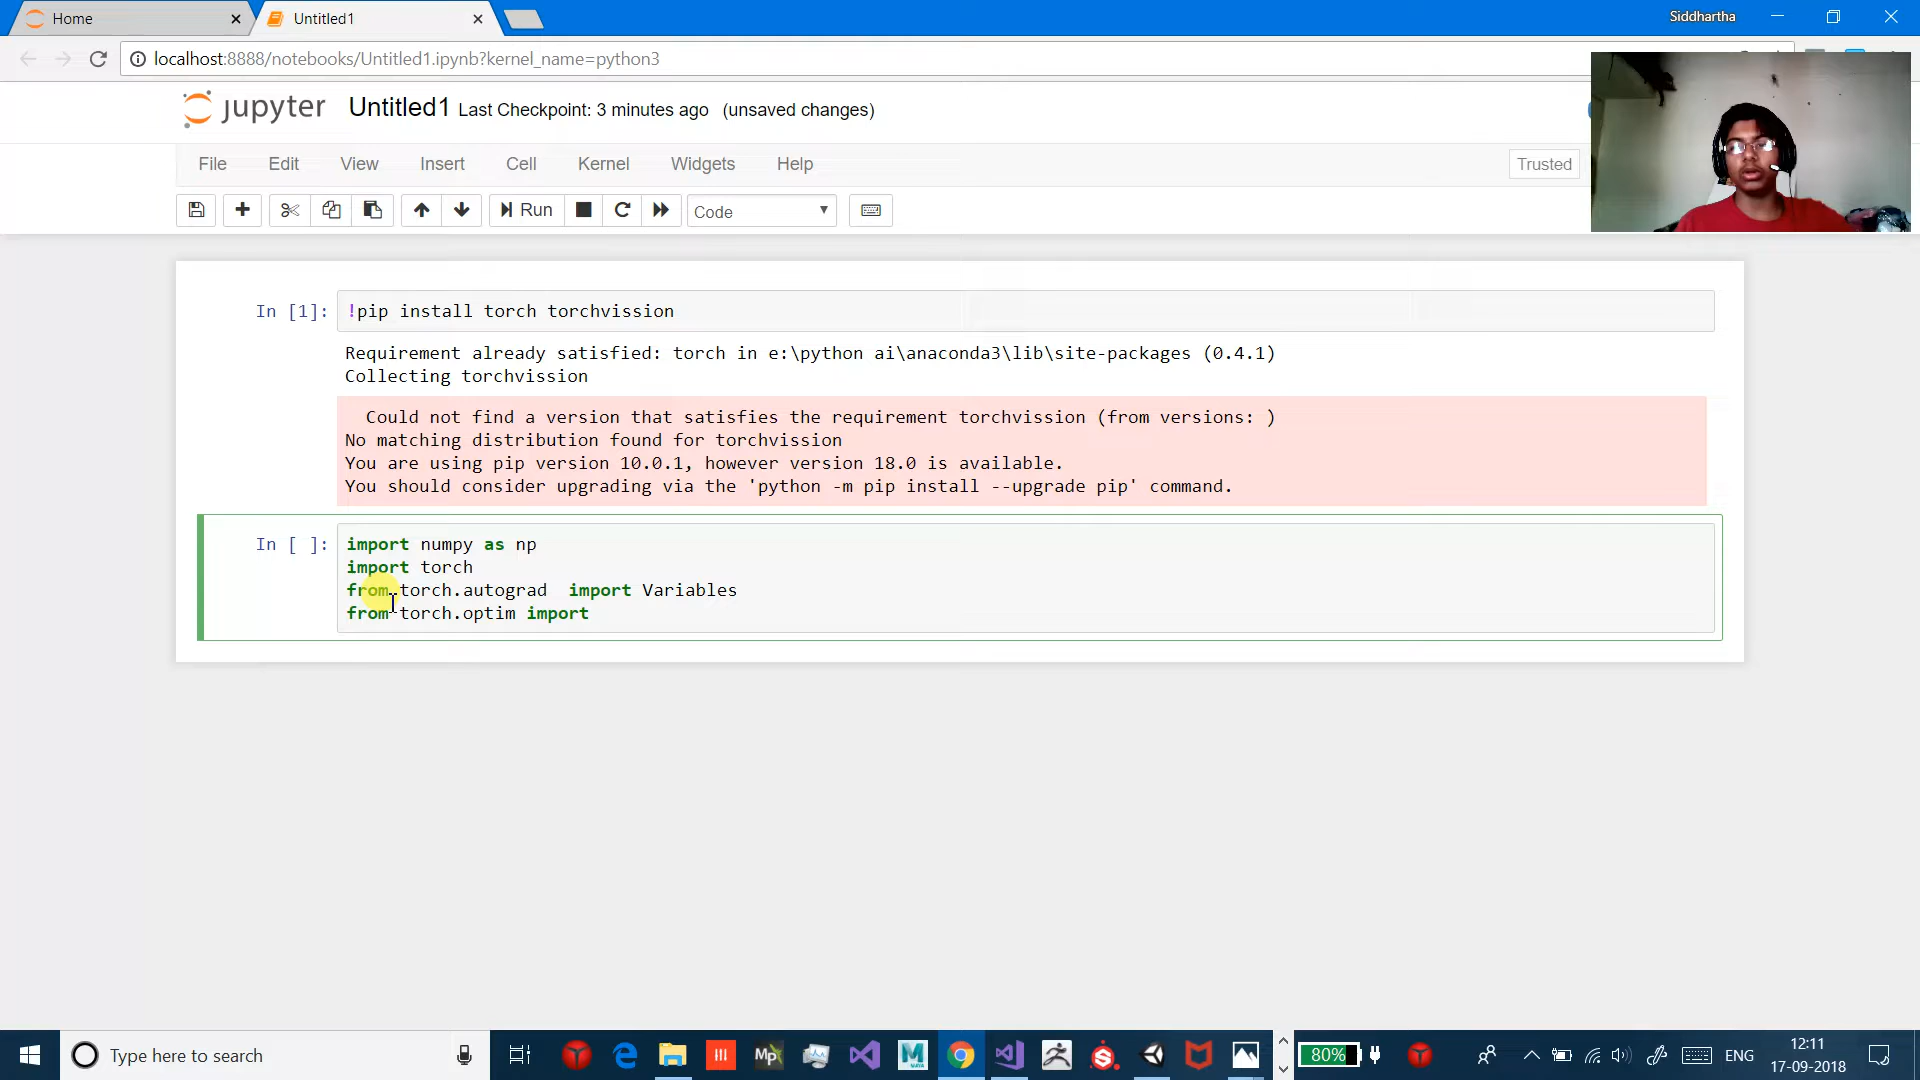 Home
Untitled1
Siddhartha
localhost:8888/notebooks/Untitled1.ipynb?kernel_name=python3
jupyter Untitled1 Last Checkpoint: 3 minutes ago (unsaved changes)
File Edit View Insert Cell Kernel Widgets Help Trusted
Run Code
In [1]: !pip install torch torchvission
Requirement already satisfied: torch in e:\python ai\anaconda3\lib\site-packages (0.4.1)
Collecting torchvission
Could not find a version that satisfies the requirement torchvission (from versions: )
No matching distribution found for torchvission
You are using pip version 10.0.1, however version 18.0 is available.
You should consider upgrading via the 'python -m pip install --upgrade pip' command.
In [ ]: import numpy as np
import torch
from torch.autograd  import Variables
from torch.optim import
Type here to search
Mp
M
80%
ENG
12:11
17-09-2018